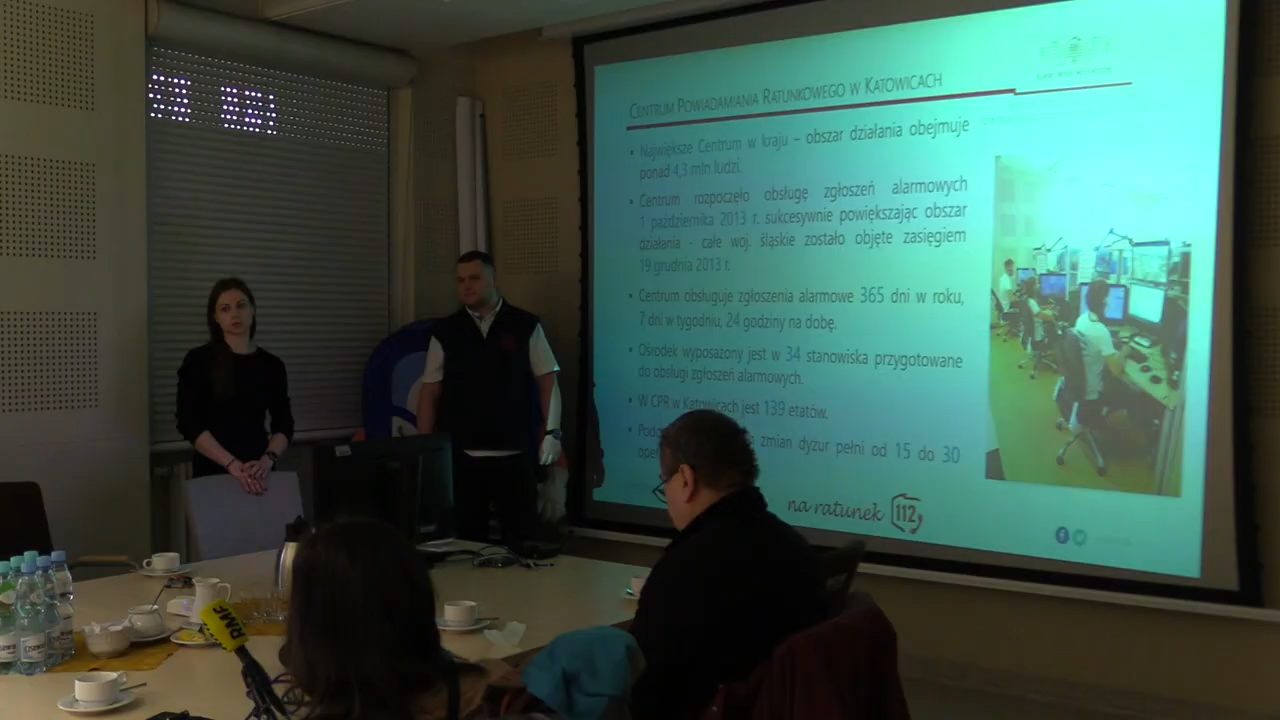 CENTRUM POWIADAMIANIA RATUNKOWEGO W KATOWICACH
• Największe Centrum w kraju – obszar działania obejmuje
ponad 4,3 mln ludzi.
• Centrum rozpoczęło obsługę zgłoszeń alarmowych
1 października 2013 r. sukcesywnie powiększając obszar
działania - całe woj. śląskie zostało objęte zasięgiem
19 grudnia 2013 r.
• Centrum obsługuje zgłoszenia alarmowe 365 dni w roku,
7 dni w tygodniu, 24 godziny na dobę.
• Ośrodek wyposażony jest w 34 stanowiska przygotowane
do obsługi zgłoszeń alarmowych.
• W CPR w Katowicach jest 139 etatów.
• zmian dyżur pełni od 15 do 30
na ratunek 112
RMF